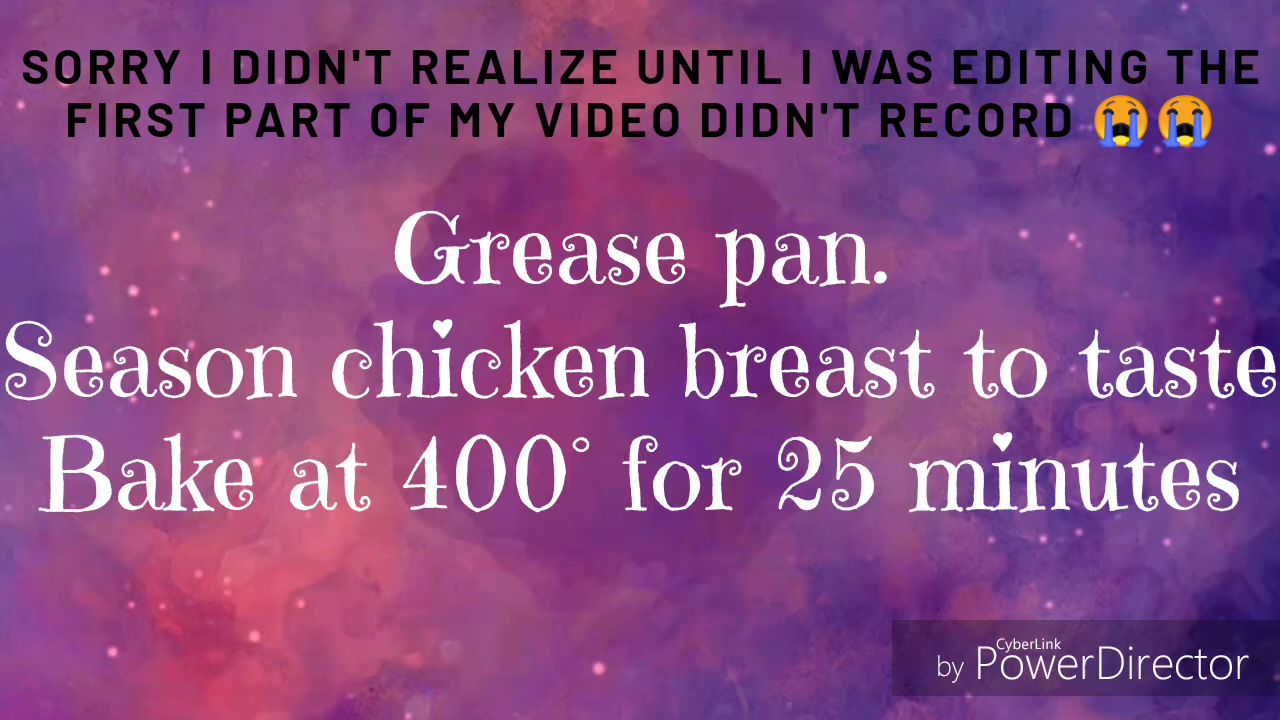 SORRY I DIDN'T REALIZE UNTIL I WAS EDITING THE
FIRST PART OF MY VIDEO DIDN'T RECORD 😭😭
Grease pan.
Season chicken breast to taste
Bake at 400° for 25 minutes
by CyberLink PowerDirector